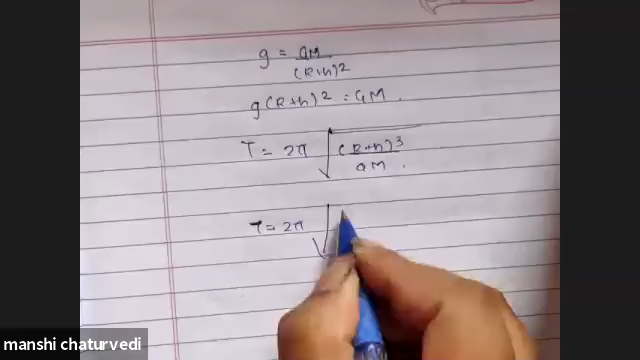 g = GM/(R+h)2
g(R+h)2 = GM.
T = 2π √(R+h)3/GM.
T = 2π √
manshi chaturvedi